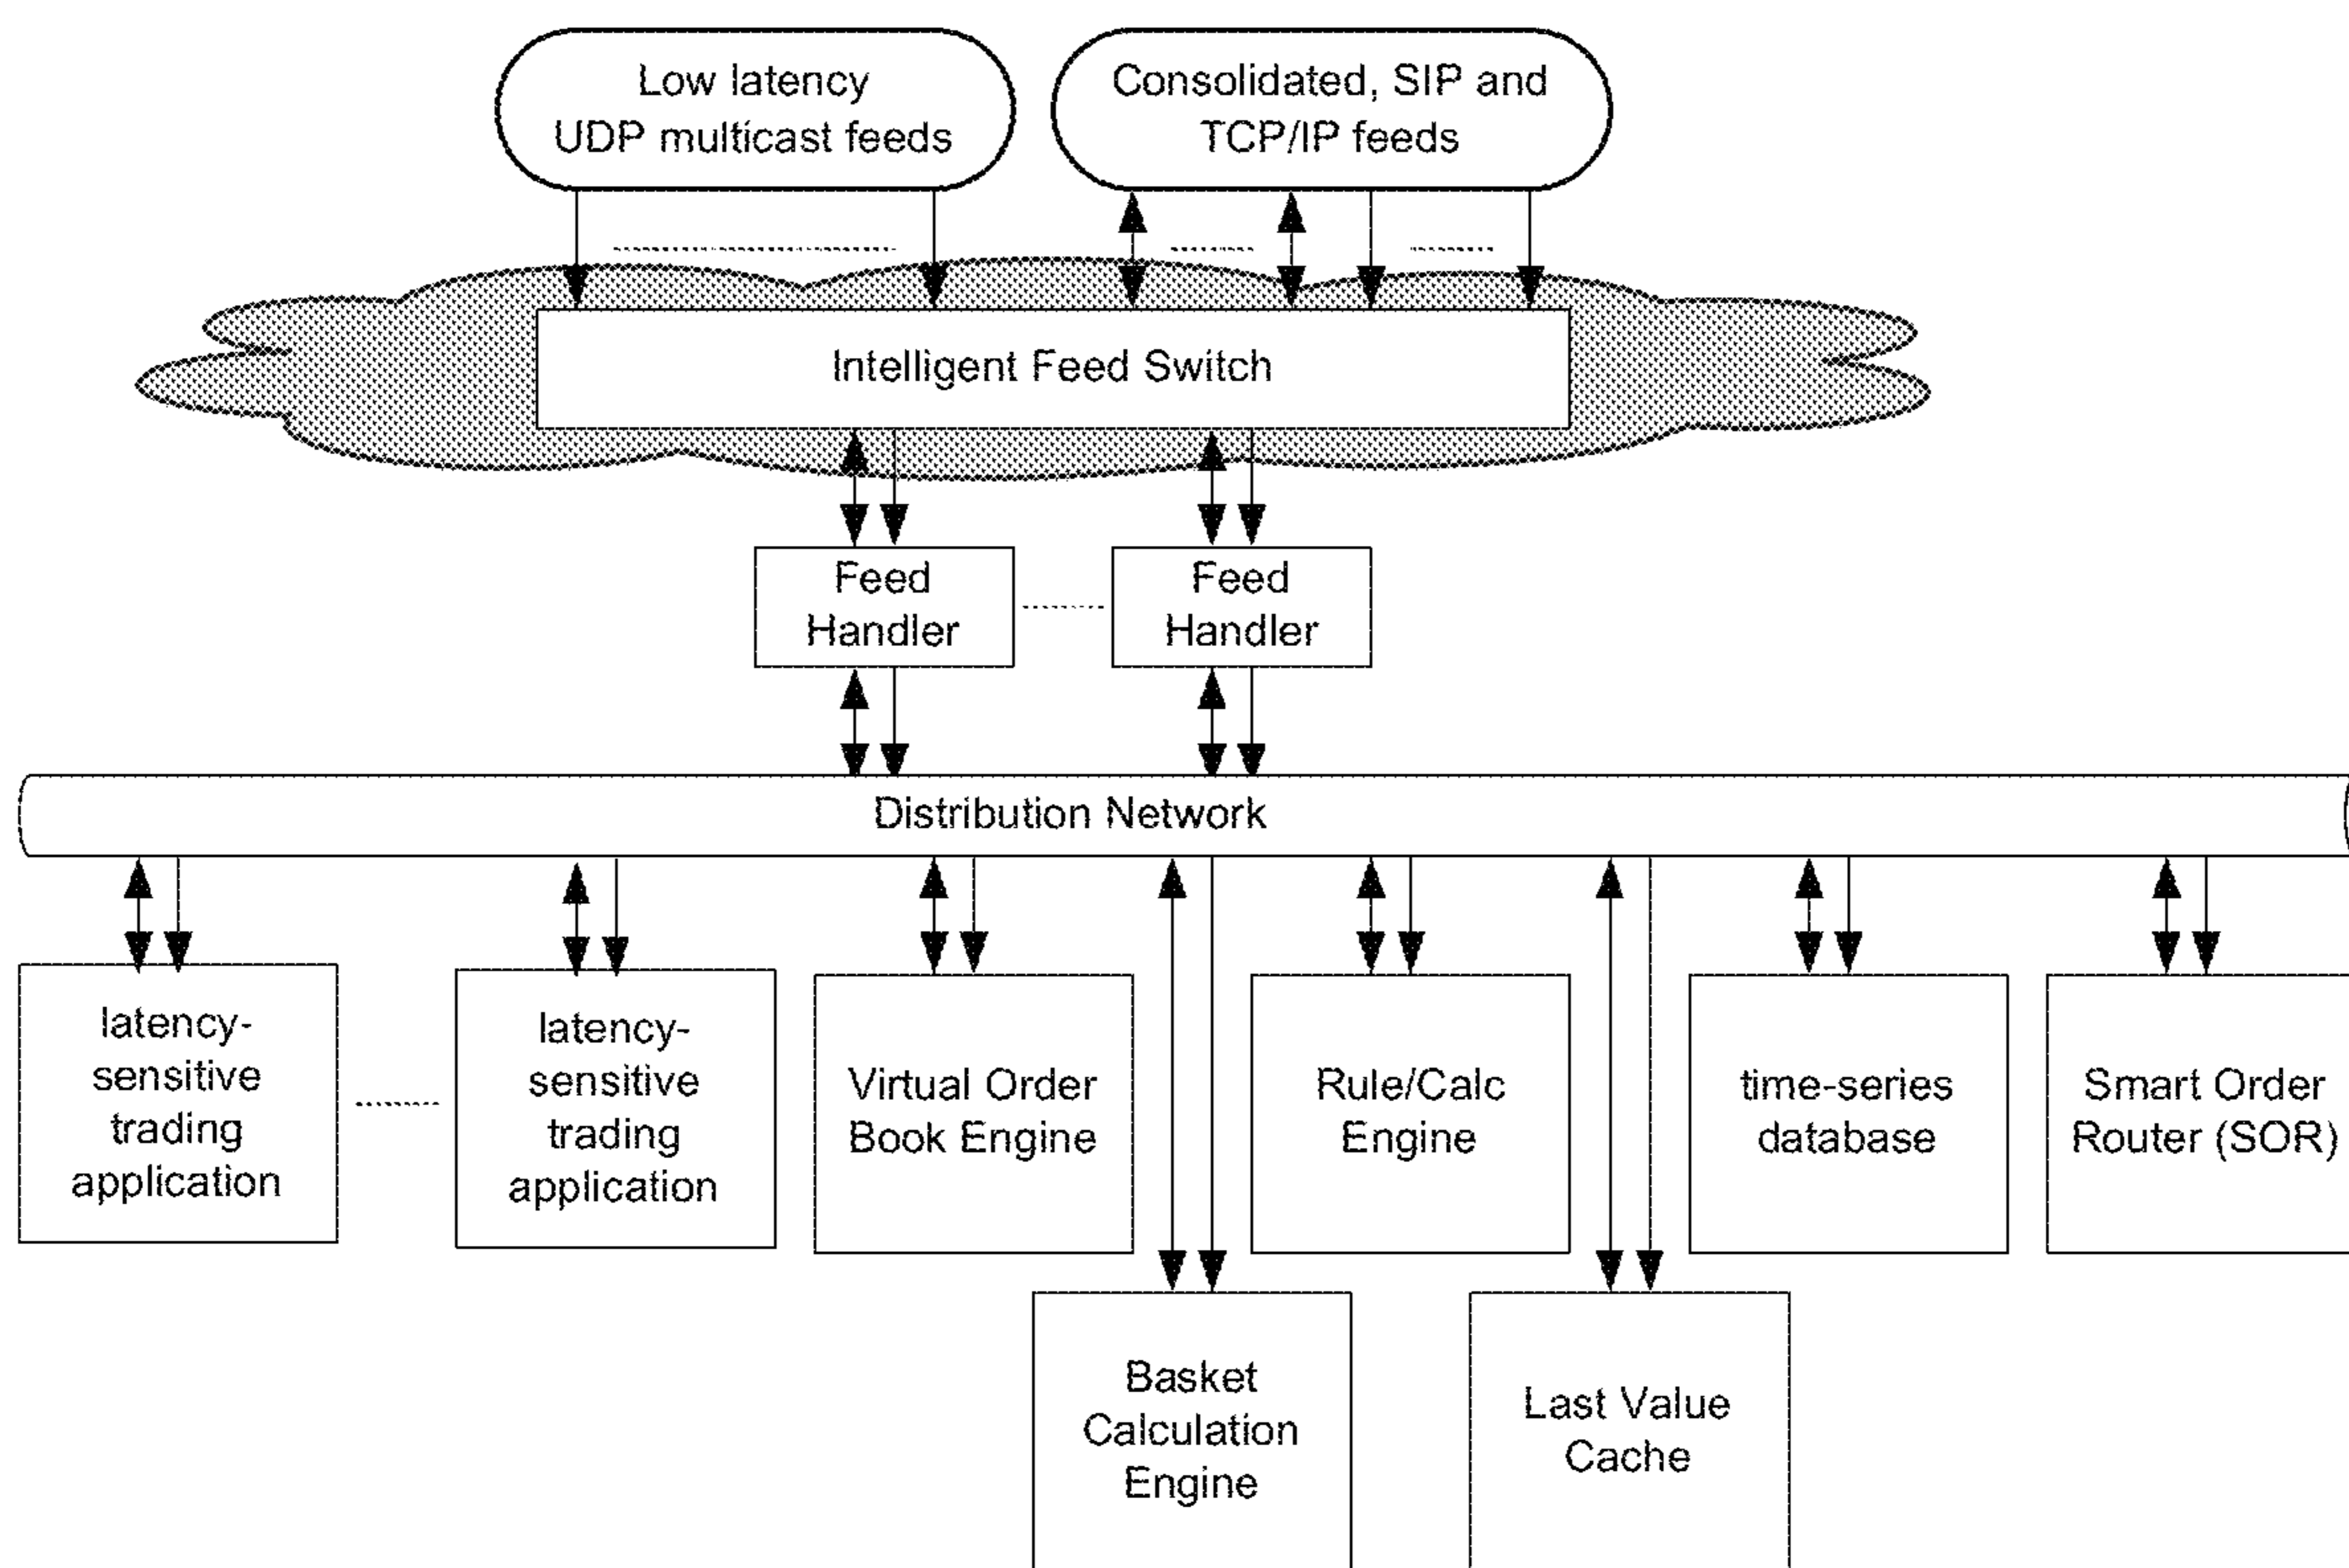 Low latency
UDP multicast feeds
Consolidated, SIP and
TCP/IP feeds
Intelligent Feed Switch
Feed
Handler
Feed
Handler
Distribution Network
latency-
sensitive
trading
application
latency-
sensitive
trading
application
Virtual Order
Book Engine
Rule/Calc
Engine
time-series
database
Smart Order
Router (SOR)
Basket
Calculation
Engine
Last Value
Cache